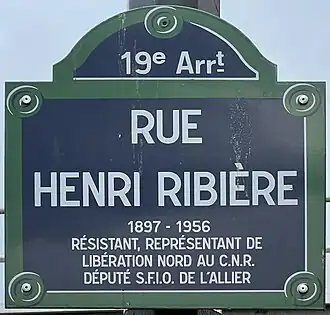 19e Arrt
RUE
HENRI RIBIÈRE
1897 - 1956
RÉSISTANT, REPRÉSENTANT DE
LIBÉRATION NORD AU C.N.R.
DÉPUTÉ S.F.I.O. DE L'ALLIER